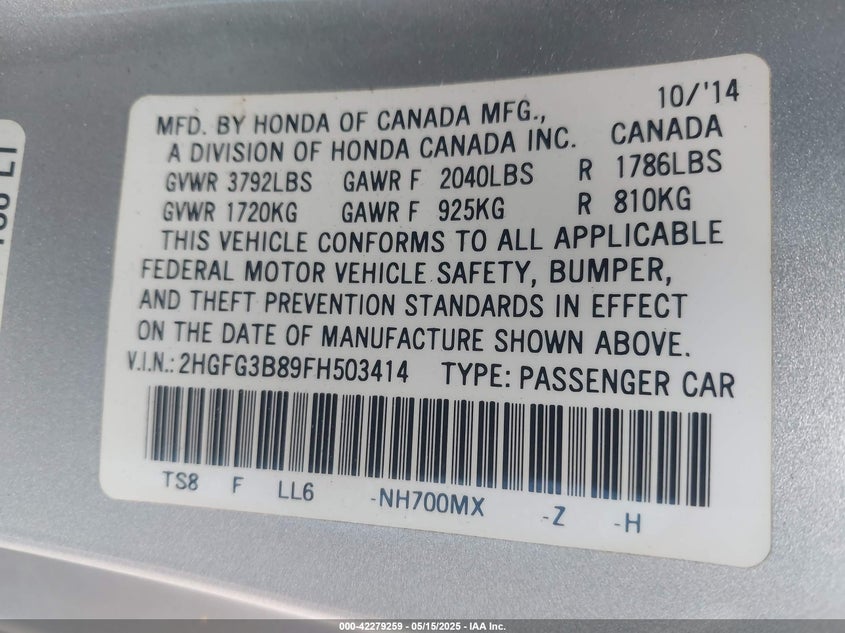 10/'14
MFD. BY HONDA OF CANADA MFG.,
A DIVISION OF HONDA CANADA INC. CANADA
GVWR 3792LBS GAWR F 2040LBS R 1786LBS
GVWR 1720KG GAWR F 925KG R 810KG
THIS VEHICLE CONFORMS TO ALL APPLICABLE
FEDERAL MOTOR VEHICLE SAFETY, BUMPER,
AND THEFT PREVENTION STANDARDS IN EFFECT
ON THE DATE OF MANUFACTURE SHOWN ABOVE.
V.I.N.: 2HGFG3B89FH503414 TYPE: PASSENGER CAR
TS8 F LL6 -NH700MX -Z -H
000-42279259 - 05/15/2025 - IAA Inc.